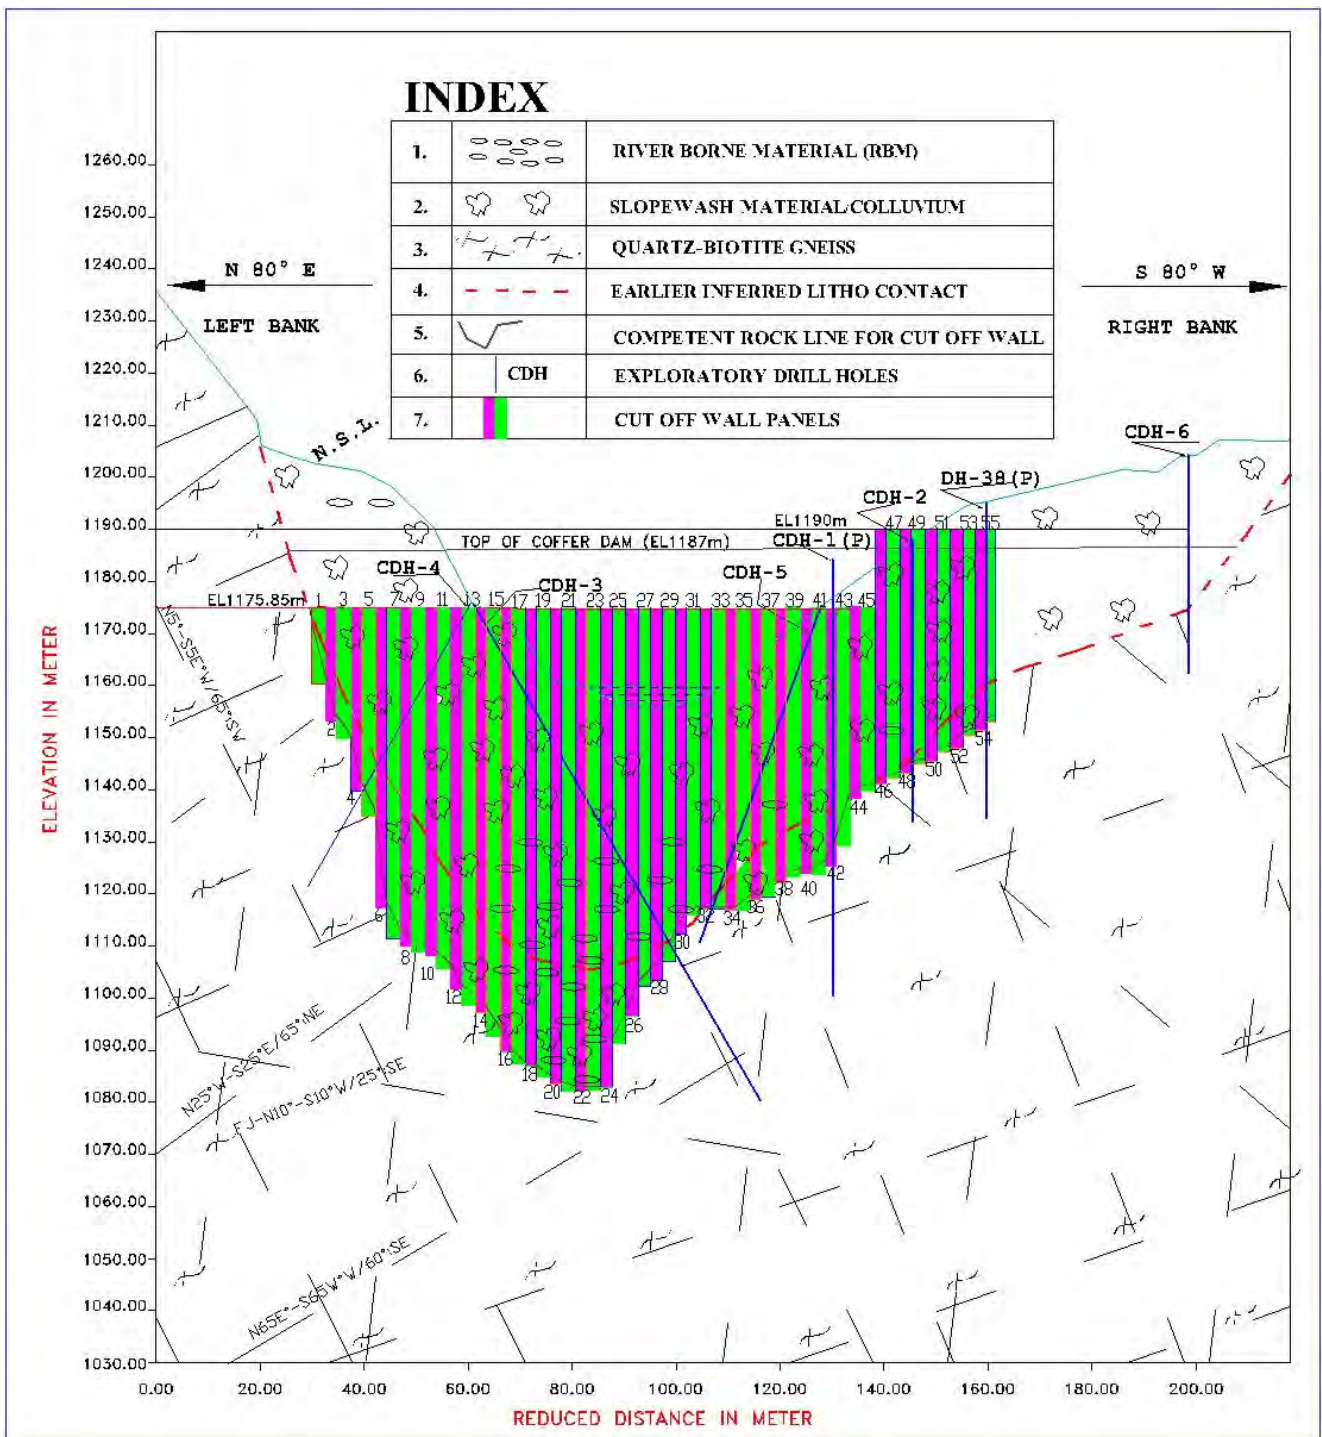 INDEX
1. RIVER BORNE MATERIAL (RBM)
2. SLOPEWASH MATERIAL/COLLUVIUM
3. QUARTZ-BIOTITE GNEISS
4. EARLIER INFERRED LITHO CONTACT
5. COMPETENT ROCK LINE FOR CUT OFF WALL
6. CDH EXPLORATORY DRILL HOLES
7. CUT OFF WALL PANELS
N 80° E
LEFT BANK
S 80° W
RIGHT BANK
N.S.L.
CDH-6
DH-38(P)
CDH-2
47 49 51 53 55
EL1190m
TOP OF COFFER DAM (EL1187m)
CDH-1(P)
CDH-4
CDH-3
CDH-5
EL1175.85m
1 3 5 7 9 11 13 15 17 19 21 23 25 27 29 31 33 35 37 39 41 43 45
2 4 6 8 10 12 14 16 18 20 22 24 26 28 30 32 34 36 38 40 42 44 46 48 50 52 54
N5°-S5E°W/65°SW
N25°W-S25°E/65°NE
FJ-N10°-S10°W/25°SE
N65E°-S65W°W/60°SE
ELEVATION IN METER
1260.00
1250.00
1240.00
1230.00
1220.00
1210.00
1200.00
1190.00
1180.00
1170.00
1160.00
1150.00
1140.00
1130.00
1120.00
1110.00
1100.00
1090.00
1080.00
1070.00
1060.00
1050.00
1040.00
1030.00
0.00 20.00 40.00 60.00 80.00 100.00 120.00 140.00 160.00 180.00 200.00
REDUCED DISTANCE IN METER